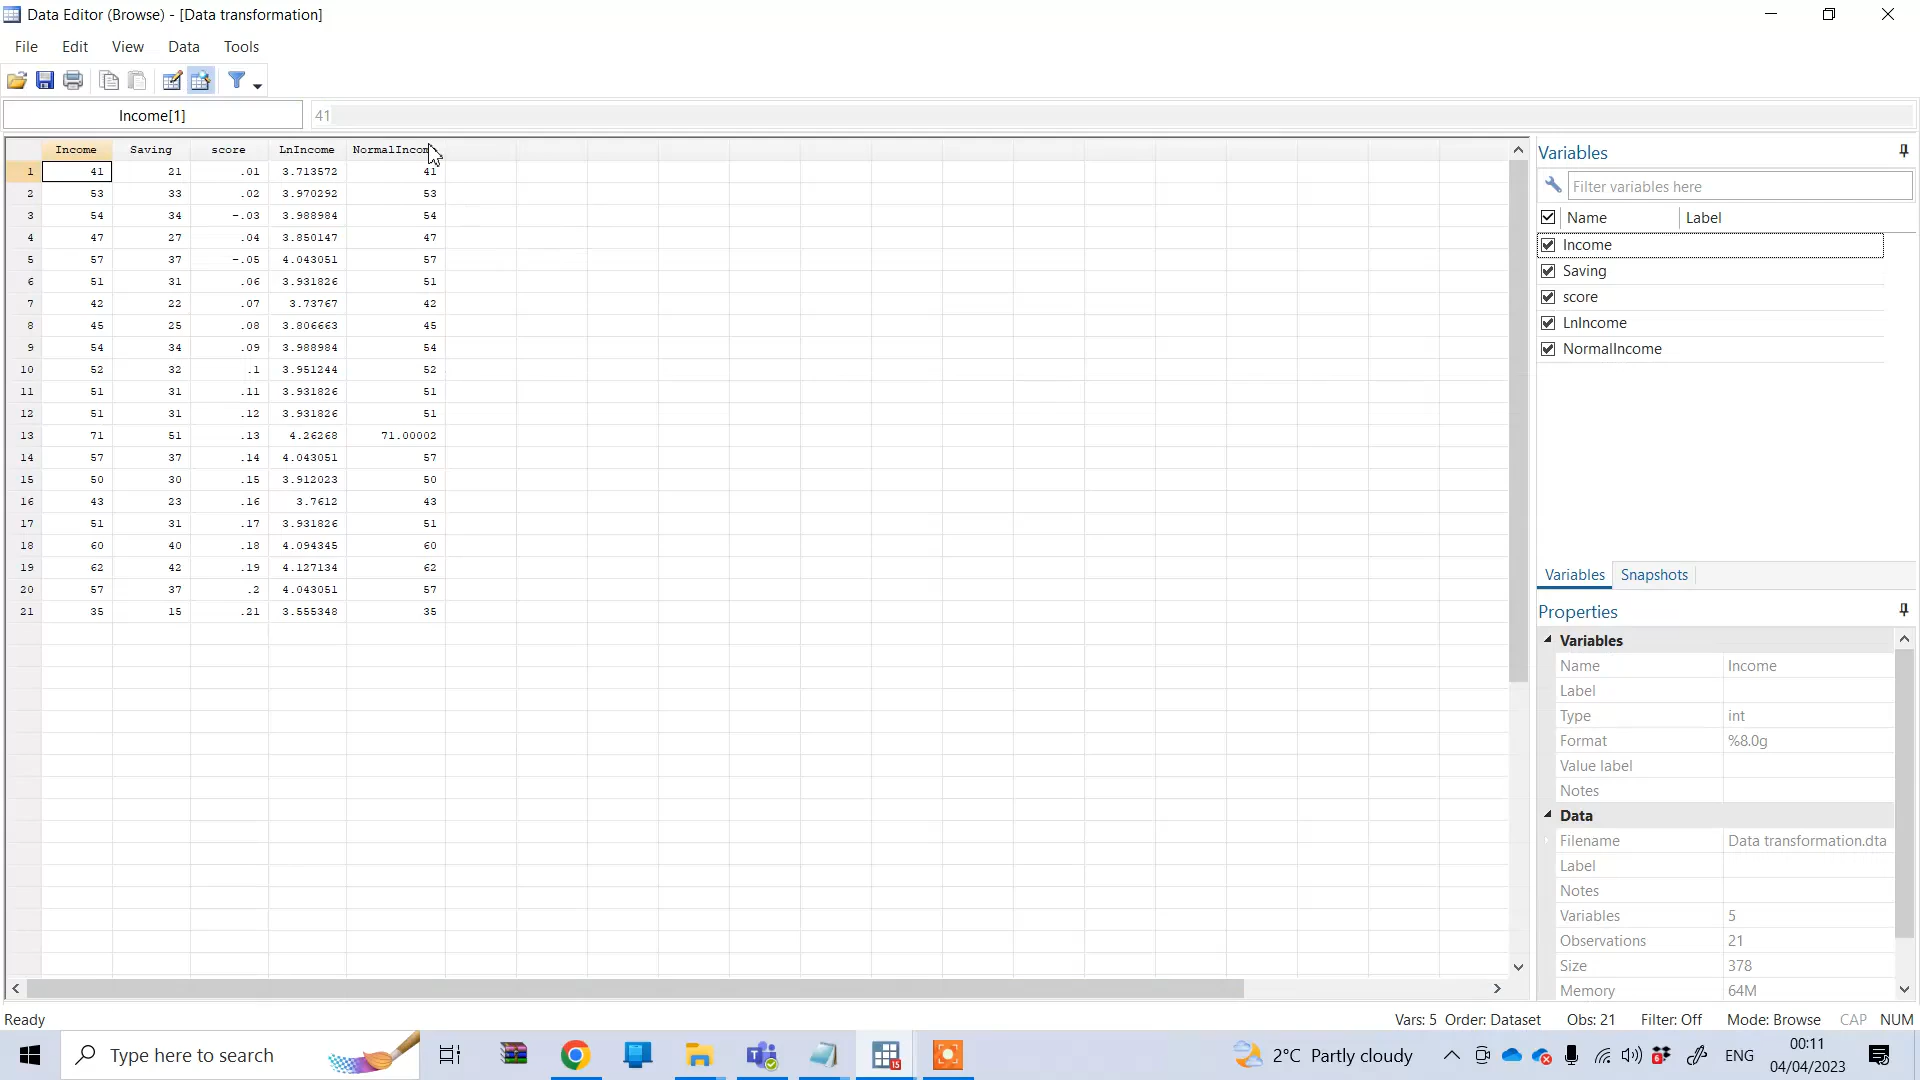 Data Editor (Browse) - [Data transformation]
File Edit View Data Tools
Income[1] 41
Income Saving score LnIncome NormalIncom
1 41 21 .01 3.713572 41
2 53 33 .02 3.970292 53
3 54 34 -.03 3.988984 54
4 47 27 .04 3.850147 47
5 57 37 -.05 4.043051 57
6 51 31 .06 3.931826 51
7 42 22 .07 3.73767 42
8 45 25 .08 3.806663 45
9 54 34 .09 3.988984 54
10 52 32 .1 3.951244 52
11 51 31 .11 3.931826 51
12 51 31 .12 3.931826 51
13 71 51 .13 4.26268 71.00002
14 57 37 .14 4.043051 57
15 50 30 .15 3.912023 50
16 43 23 .16 3.7612 43
17 51 31 .17 3.931826 51
18 60 40 .18 4.094345 60
19 62 42 .19 4.127134 62
20 57 37 .2 4.043051 57
21 35 15 .21 3.555348 35
Variables
Filter variables here
Name Label
Income
Saving
score
LnIncome
NormalIncome
Variables Snapshots
Properties
Variables
Name Income
Label
Type int
Format %8.0g
Value label
Notes
Data
Filename Data transformation.dta
Label
Notes
Variables 5
Observations 21
Size 378
Memory 64M
Ready Vars: 5 Order: Dataset Obs: 21 Filter: Off Mode: Browse CAP NUM
Type here to search 15 2°C Partly cloudy 6 ENG 00:11
04/04/2023